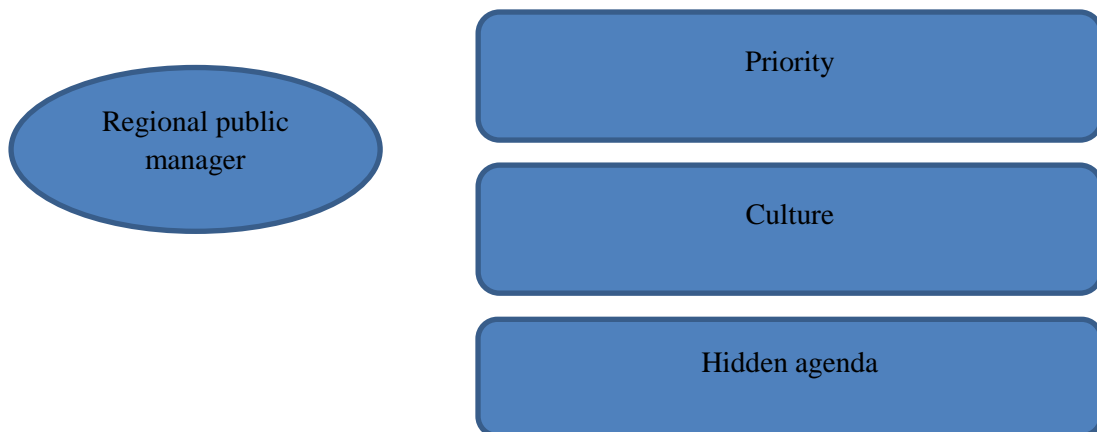 Regional public
manager
Priority
Culture
Hidden agenda